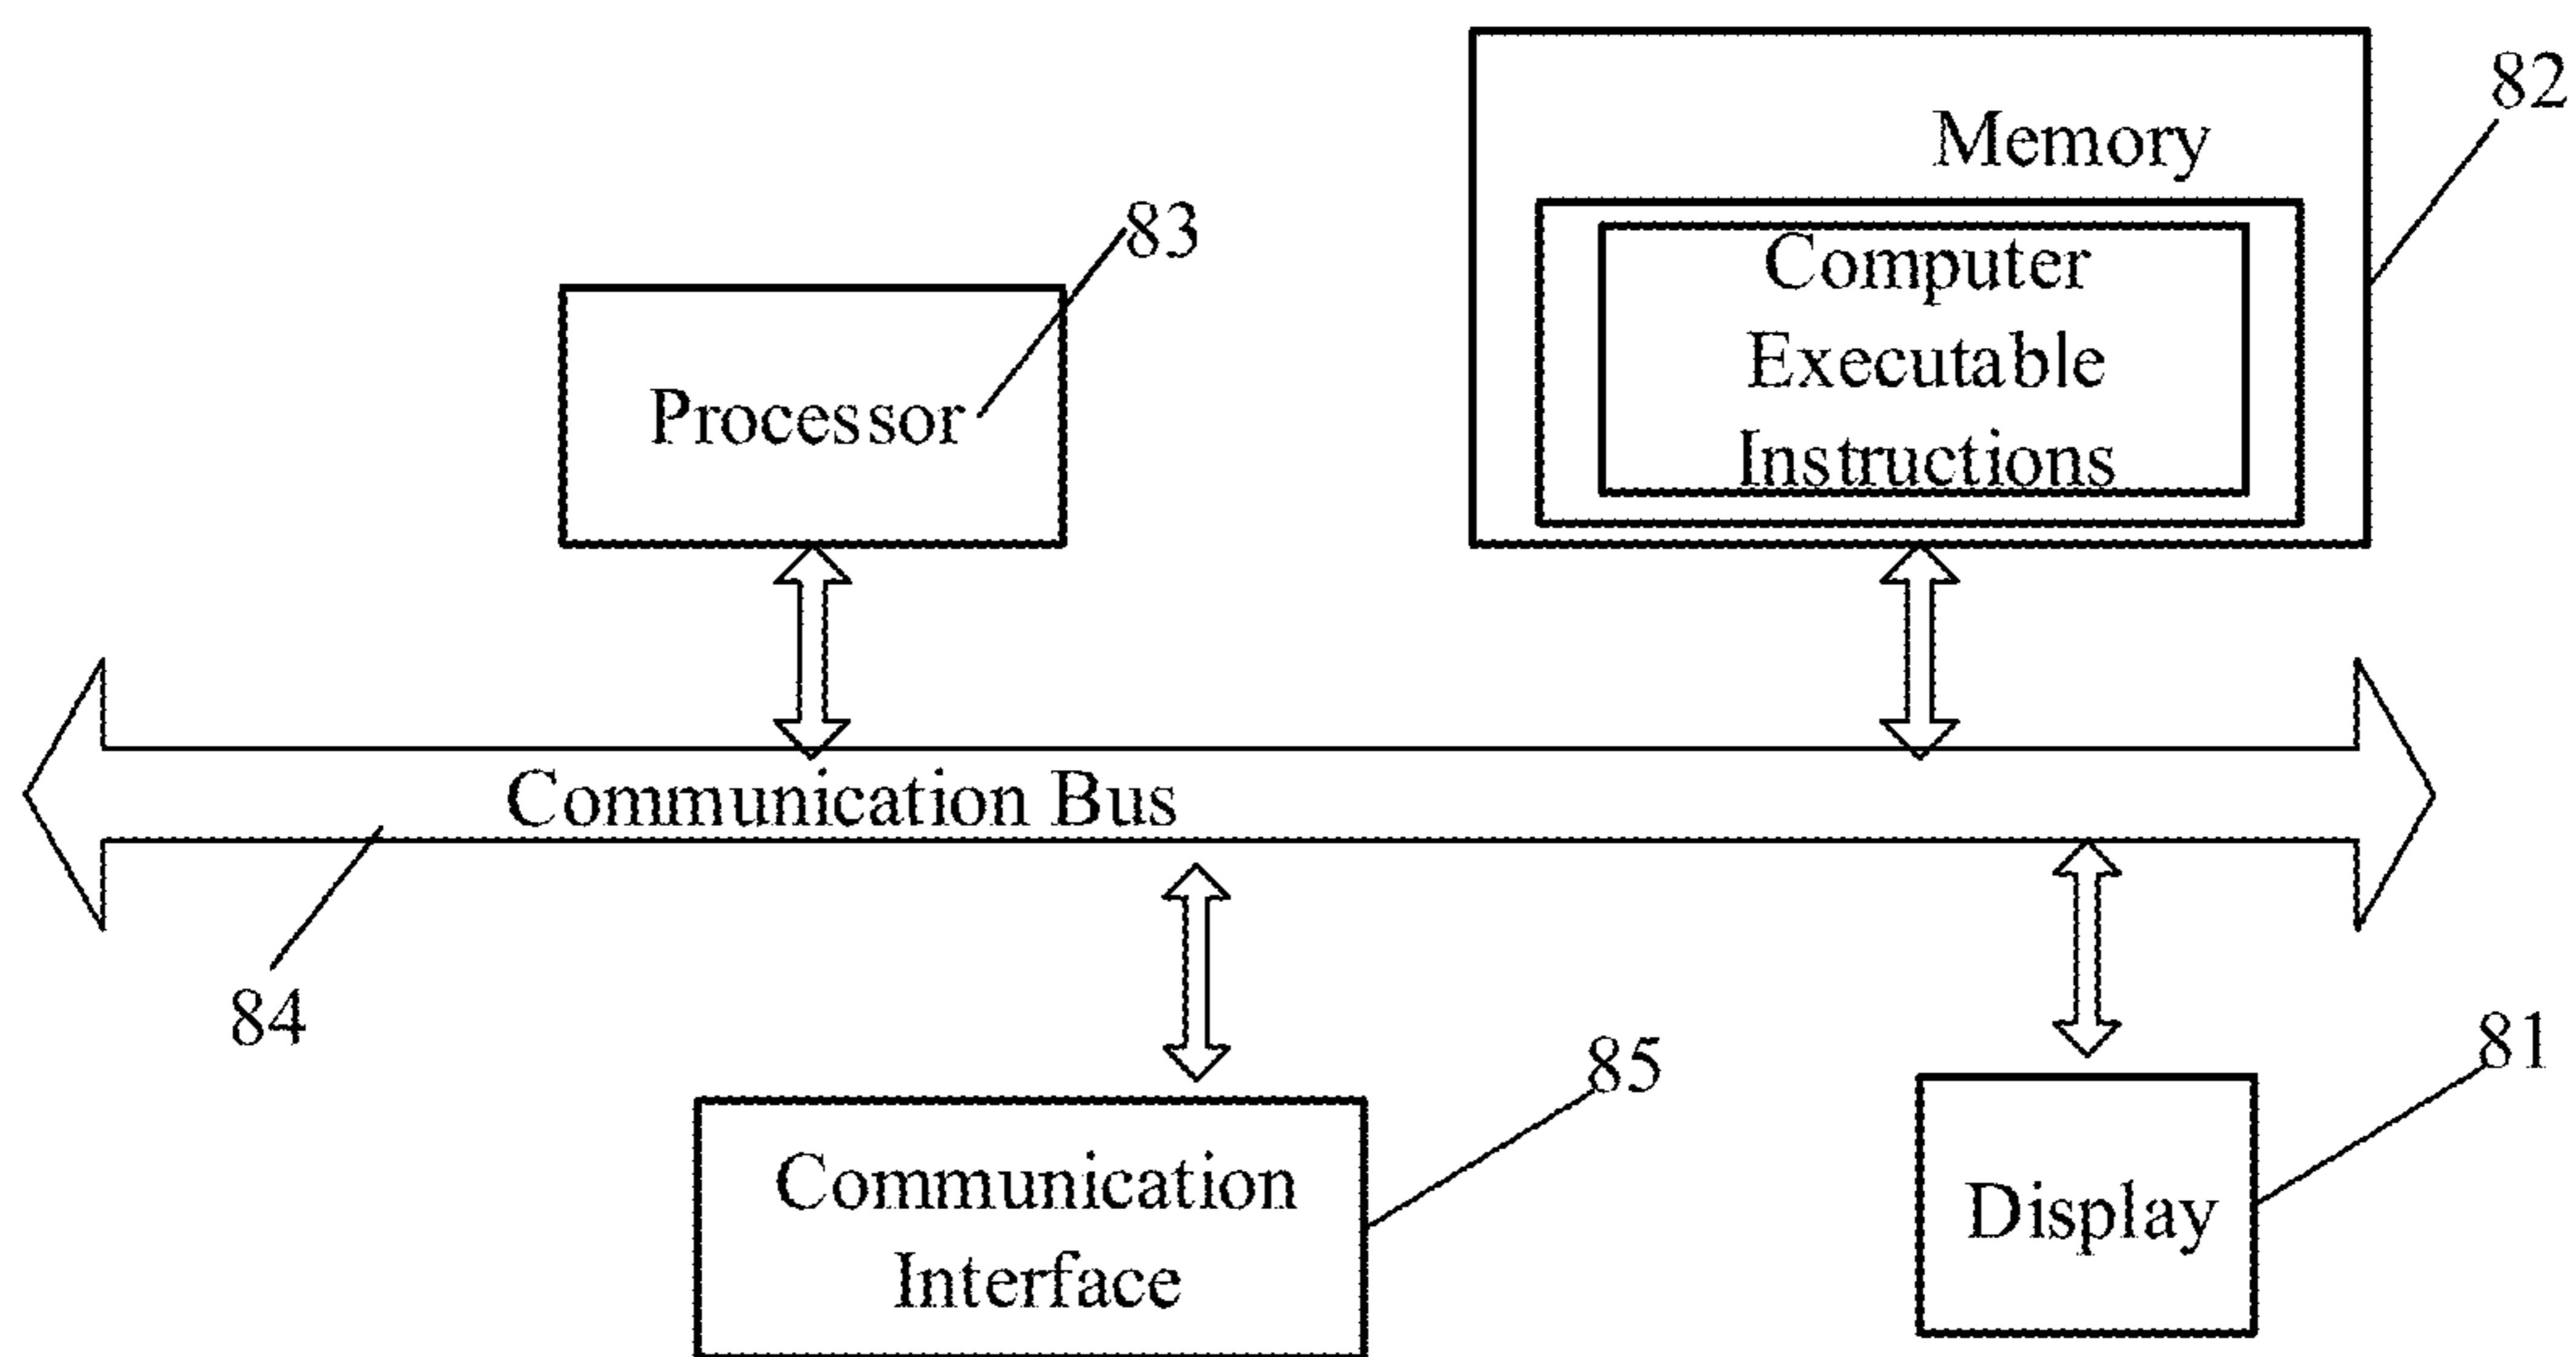 82
Memory
83
Computer
Executable
Instructions
Processor
Communication Bus
84
85
81
Communication
Interface
Display